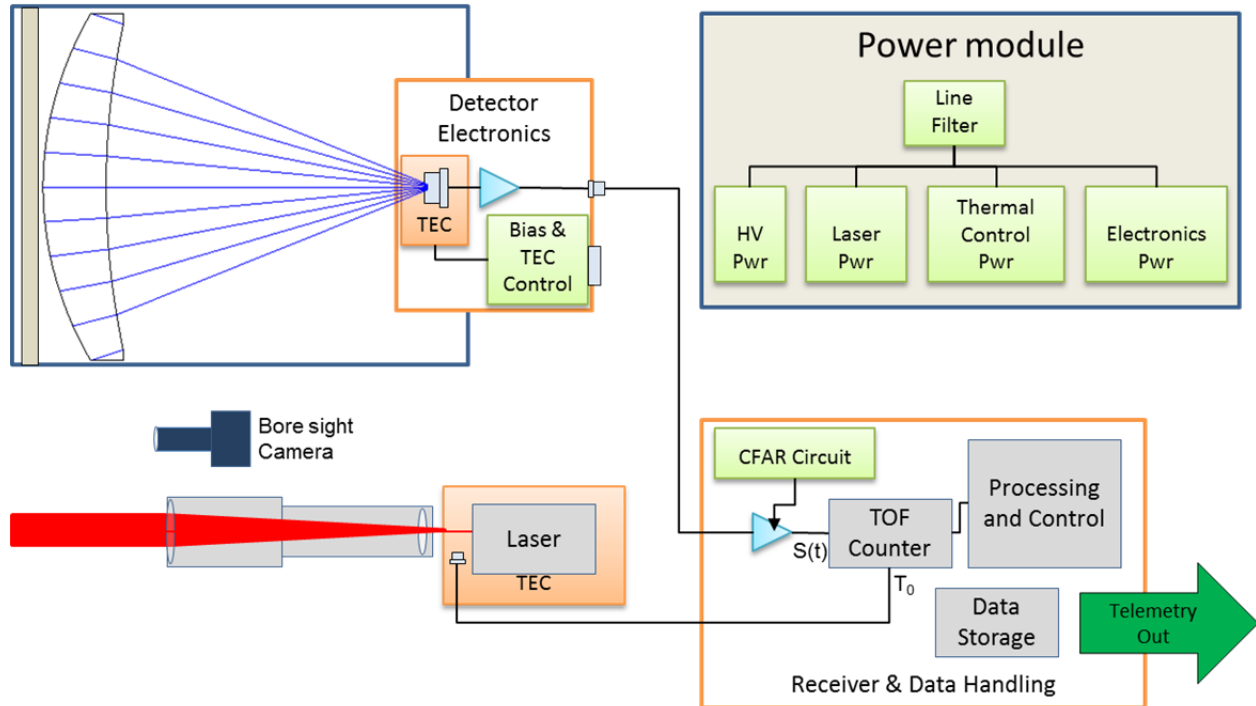 Detector
Electronics
TEC
Bias &
TEC
Control
Power module
Line
Filter
HV
Pwr
Laser
Pwr
Thermal
Control
Pwr
Electronics
Pwr
Bore sight
Camera
Laser
TEC
CFAR Circuit
S(t)
TOF
Counter
T₀
Processing
and Control
Data
Storage
Telemetry
Out
Receiver & Data Handling